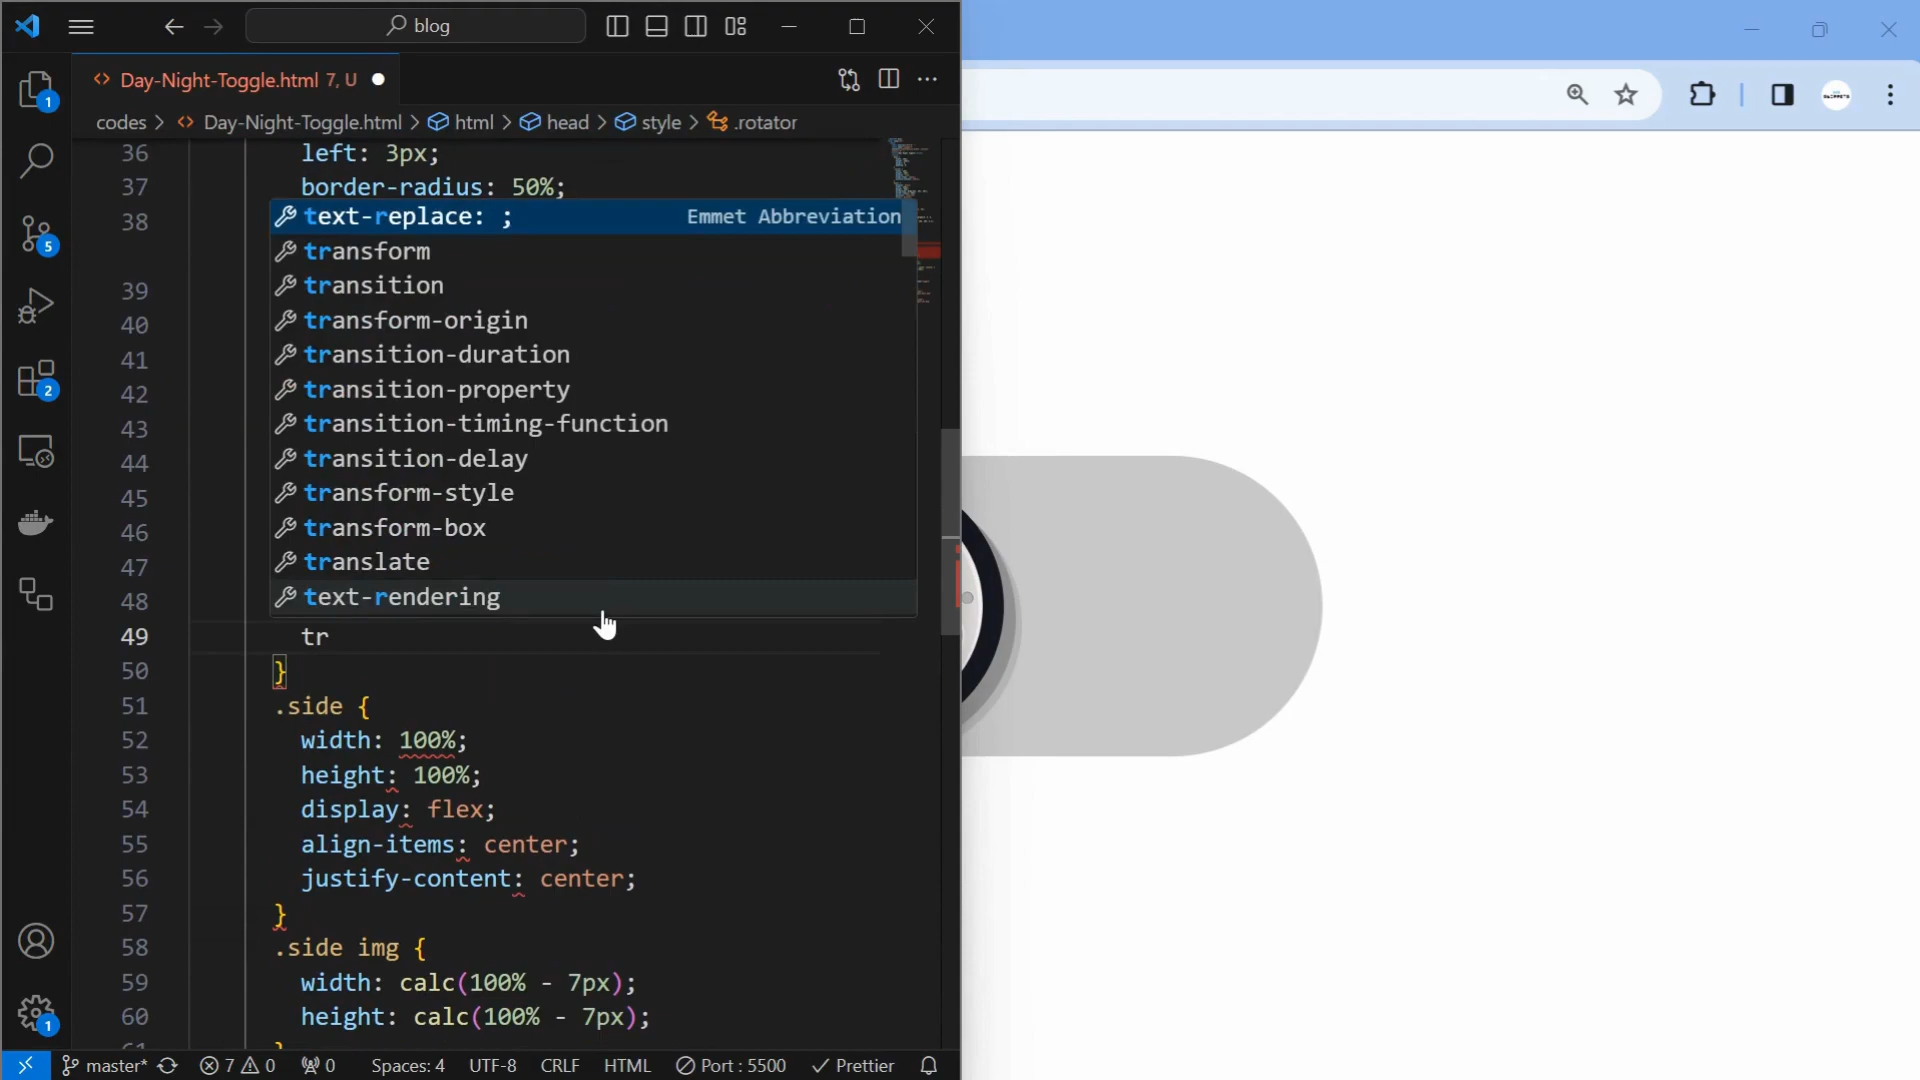 blog
Day-Night-Toggle.html 7, U
codes > Day-Night-Toggle.html > html > head > style > .rotator
36 left: 3px;
37 border-radius: 50%;
38 text-replace: ; Emmet Abbreviation
transform
39 transition
40 transform-origin
41 transition-duration
42 transition-property
43 transition-timing-function
44 transition-delay
45 transform-style
46 transform-box
47 translate
48 text-rendering
49 tr
50 }
51 .side {
52 width: 100%;
53 height: 100%;
54 display: flex;
55 align-items: center;
56 justify-content: center;
57 }
58 .side img {
59 width: calc(100% - 7px);
60 height: calc(100% - 7px);
61 }
1
5
2
1
master* 7 0 0 Spaces: 4 UTF-8 CRLF HTML Port : 5500 Prettier